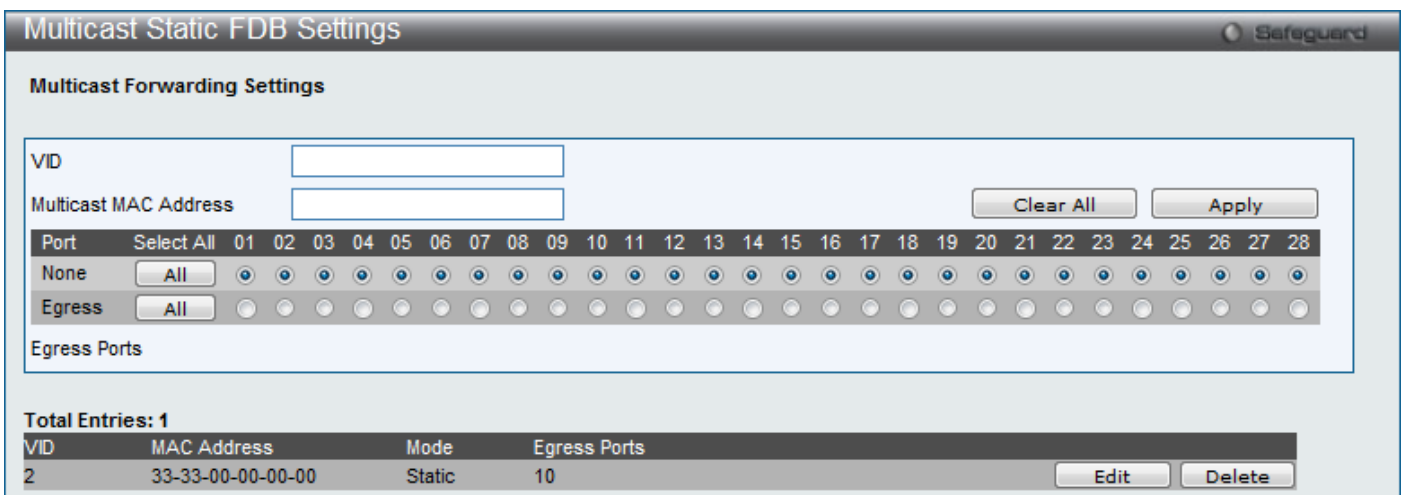 Multicast Static FDB Settings
Safeguard
Multicast Forwarding Settings
VID
Multicast MAC Address
Clear All Apply
Port Select All 01 02 03 04 05 06 07 08 09 10 11 12 13 14 15 16 17 18 19 20 21 22 23 24 25 26 27 28
None All
Egress All
Egress Ports
Total Entries: 1
VID MAC Address Mode Egress Ports
2 33-33-00-00-00-00 Static 10 Edit Delete